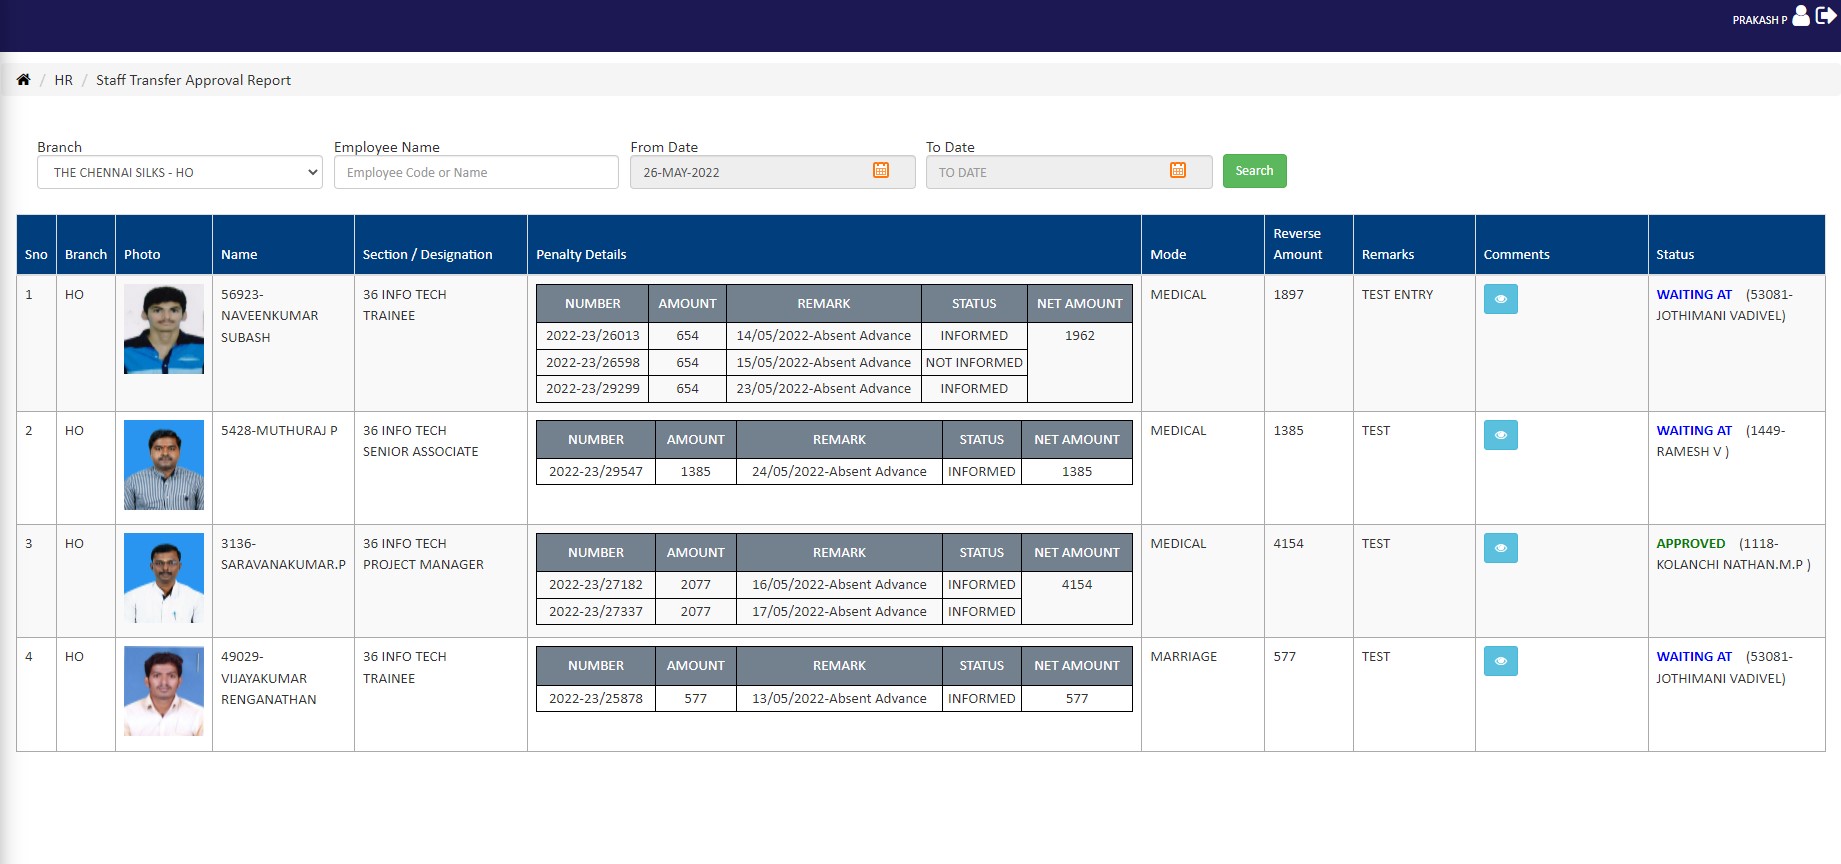 PRAKASH P
/ HR / Staff Transfer Approval Report
Branch Employee Name From Date To Date
THE CHENNAI SILKS - HO Employee Code or Name 26-MAY-2022 TO DATE Search
Sno Branch Photo Name Section / Designation Penalty Details Mode Reverse Amount Remarks Comments Status
1 HO
56923-
NAVEENKUMAR
SUBASH
36 INFO TECH
TRAINEE
NUMBER AMOUNT REMARK STATUS NET AMOUNT
2022-23/26013 654 14/05/2022-Absent Advance INFORMED 1962
2022-23/26598 654 15/05/2022-Absent Advance NOT INFORMED
2022-23/29299 654 23/05/2022-Absent Advance INFORMED
MEDICAL 1897 TEST ENTRY
WAITING AT (53081-
JOTHIMANI VADIVEL)
2 HO
5428-MUTHURAJ P
36 INFO TECH
SENIOR ASSOCIATE
NUMBER AMOUNT REMARK STATUS NET AMOUNT
2022-23/29547 1385 24/05/2022-Absent Advance INFORMED 1385
MEDICAL 1385 TEST
WAITING AT (1449-
RAMESH V )
3 HO
3136-
SARAVANAKUMAR.P
36 INFO TECH
PROJECT MANAGER
NUMBER AMOUNT REMARK STATUS NET AMOUNT
2022-23/27182 2077 16/05/2022-Absent Advance INFORMED 4154
2022-23/27337 2077 17/05/2022-Absent Advance INFORMED
MEDICAL 4154 TEST
APPROVED (1118-
KOLANCHI NATHAN.M.P )
4 HO
49029-
VIJAYAKUMAR
RENGANATHAN
36 INFO TECH
TRAINEE
NUMBER AMOUNT REMARK STATUS NET AMOUNT
2022-23/25878 577 13/05/2022-Absent Advance INFORMED 577
MARRIAGE 577 TEST
WAITING AT (53081-
JOTHIMANI VADIVEL)